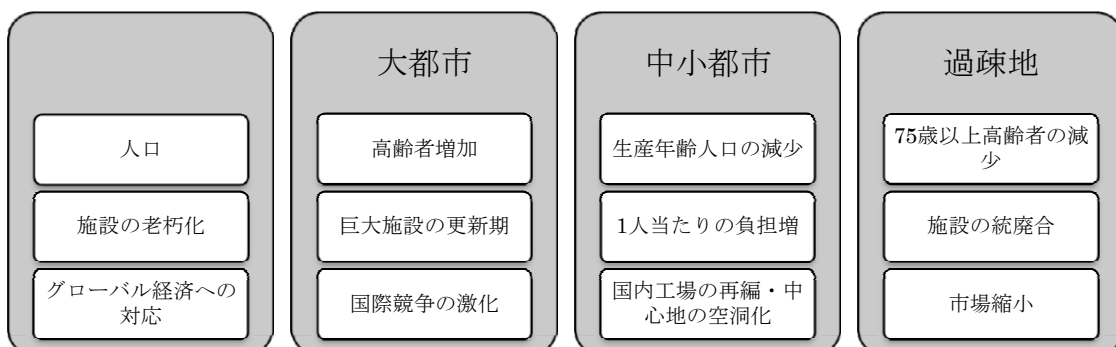 大都市
中小都市
過疎地
人口
高齢者増加
生産年齢人口の減少
75歳以上高齢者の減
少
施設の老朽化
巨大施設の更新期
1人当たりの負担増
施設の統廃合
グローバル経済への
対応
国際競争の激化
国内工場の再編・中
心地の空洞化
市場縮小